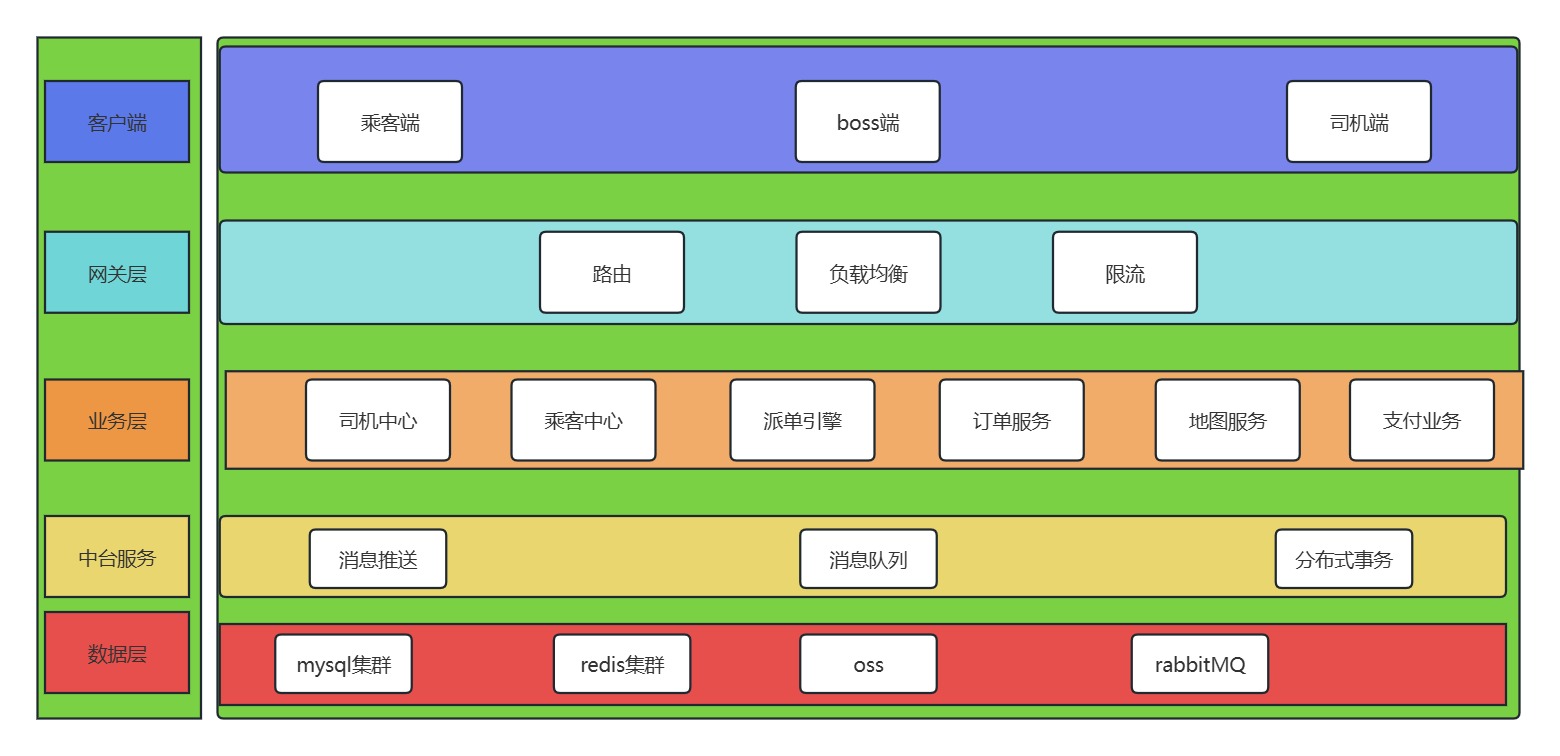 客户端
乘客端
boss端
司机端
网关层
路由
负载均衡
限流
业务层
司机中心
乘客中心
派单引擎
订单服务
地图服务
支付业务
中台服务
消息推送
消息队列
分布式事务
数据层
mysql集群
redis集群
oss
rabbitMQ